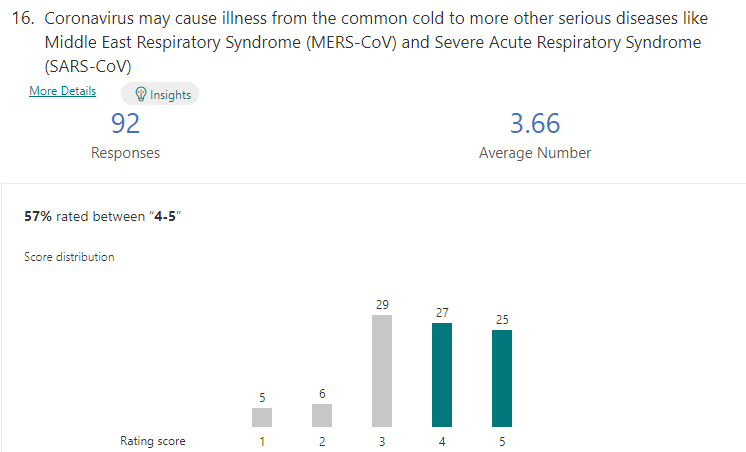 16. Coronavirus may cause illness from the common cold to more other serious diseases like
Middle East Respiratory Syndrome (MERS-CoV) and Severe Acute Respiratory Syndrome
(SARS-CoV)
More Details Insights
92 3.66
Responses Average Number
57% rated between “4-5”
Score distribution
29
27
25
6
5
Rating score 1 2 3 4 5